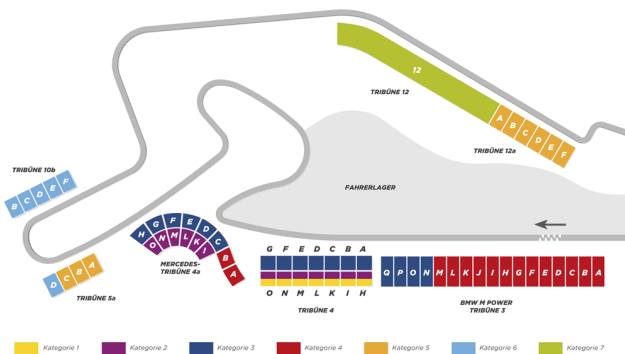 12
TRIBÜNE 12
A B C D E F
TRIBÜNE 12a
TRIBÜNE 10b
B C D E F
FAHRERLAGER
H G F E D C B A
O N M L K I
MERCEDES-
TRIBÜNE 4a
D C B A
TRIBÜNE 5a
G F E D C B A
O N M L K I H
TRIBÜNE 4
Q P O N M L K J I H G F E D C B A
BMW M POWER
TRIBÜNE 3
Kategorie 1 Kategorie 2 Kategorie 3 Kategorie 4 Kategorie 5 Kategorie 6 Kategorie 7